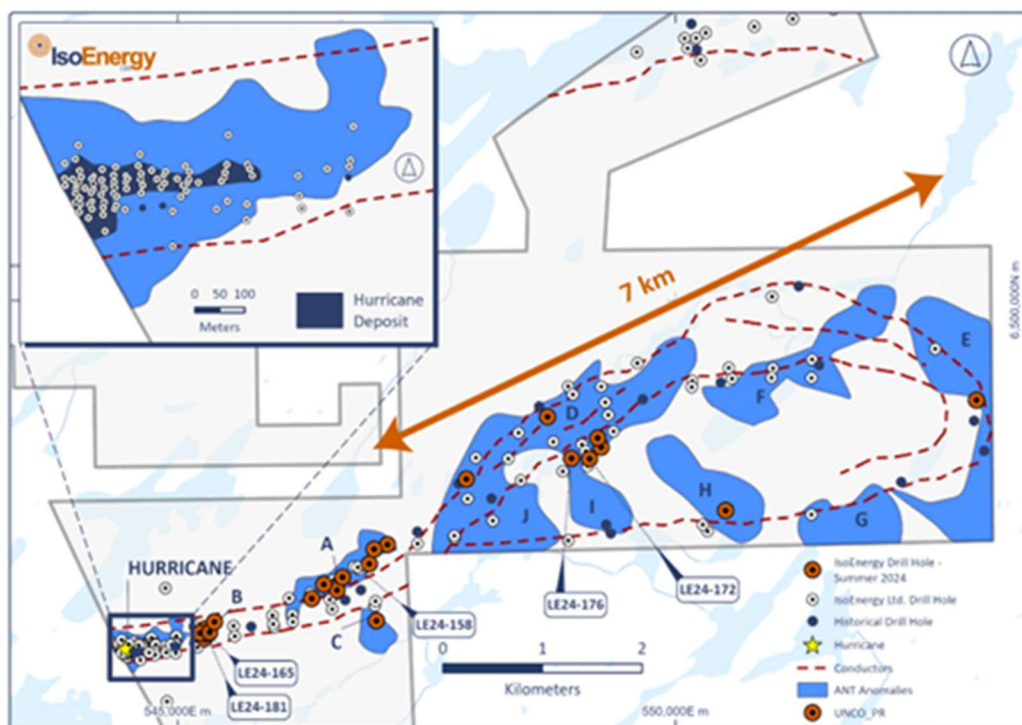 IsoEnergy
0 50 100
Meters
Hurricane
Deposit
7 km
6,500,000N m
E
D
F
H
I
J
G
A
HURRICANE
B
C
LE24-176
LE24-172
LE24-158
LE24-165
LE24-181
0 1 2
Kilometers
545,000E m
550,000E m
IsoEnergy Drill Hole -
Summer 2024
IsoEnergy Ltd. Drill Hole
Historical Drill Hole
Hurricane
Conductors
ANT Anomalies
UNCO_PR